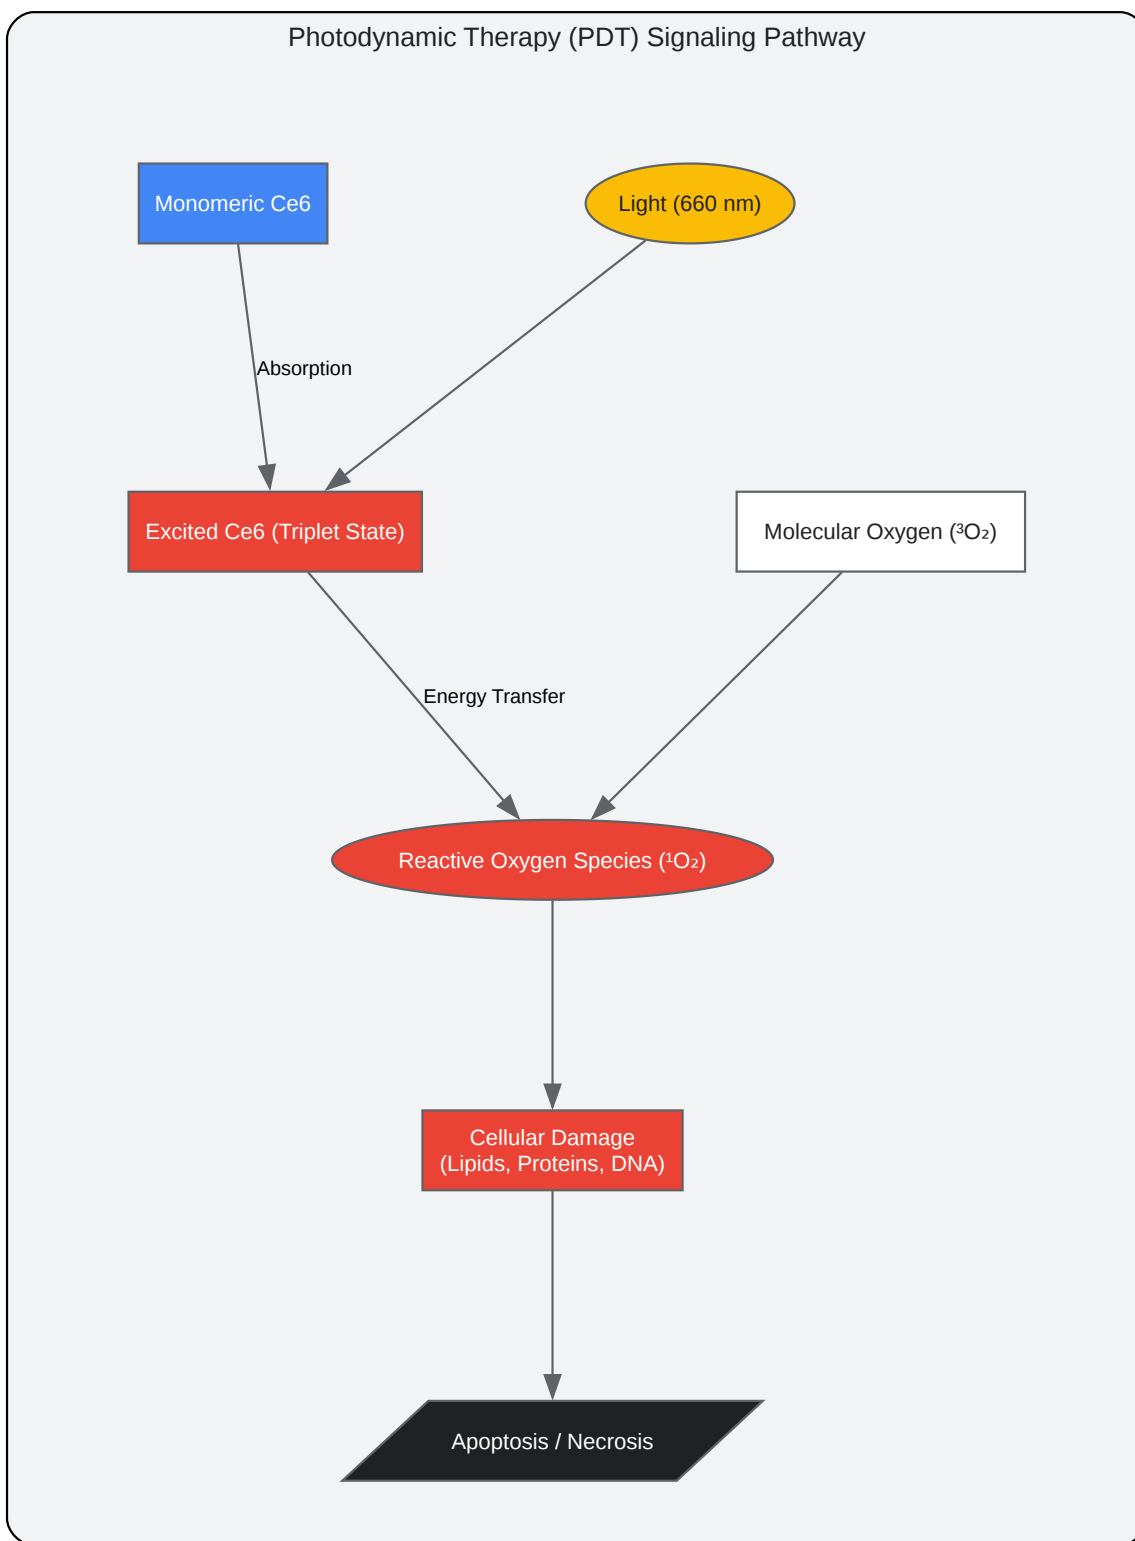 Photodynamic Therapy (PDT) Signaling Pathway
Monomeric Ce6
Light (660 nm)
Absorption
Excited Ce6 (Triplet State)
Molecular Oxygen (³O₂)
Energy Transfer
Reactive Oxygen Species (¹O₂)
Cellular Damage
(Lipids, Proteins, DNA)
Apoptosis / Necrosis